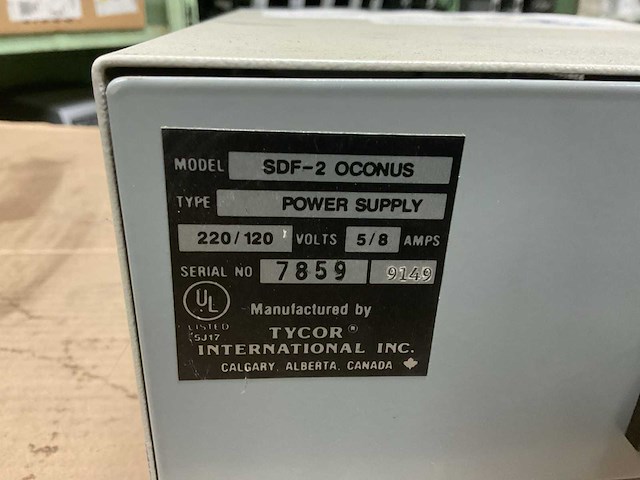 MODEL SDF-2 OCONUS
TYPE POWER SUPPLY
220/120 VOLTS 5/8 AMPS
SERIAL NO 7859 9149
UL
LISTED
5J17
Manufactured by
TYCOR®
INTERNATIONAL INC.
CALGARY, ALBERTA, CANADA